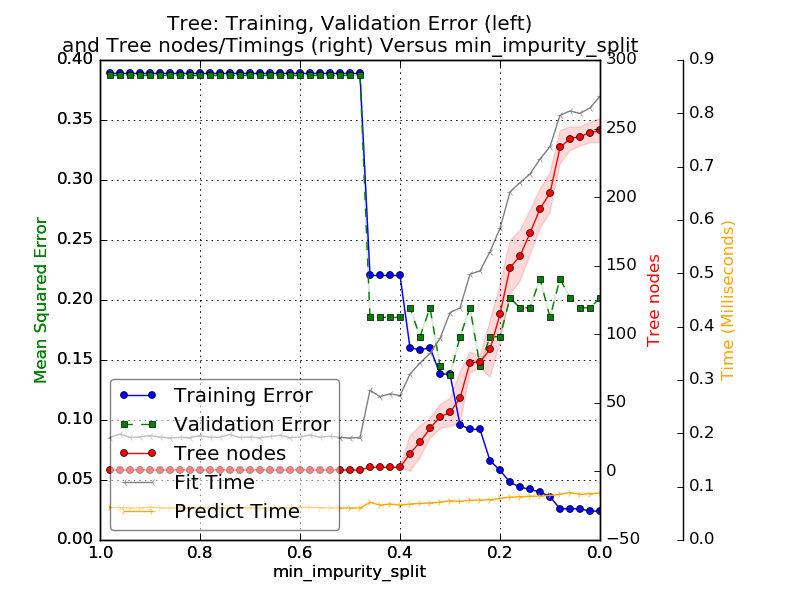 Tree: Training, Validation Error (left)
and Tree nodes/Timings (right) Versus min_impurity_split
0.40
0.35
0.30
0.25
0.20
0.15
0.10
0.05
0.00
Mean Squared Error
1.0 0.8 0.6 0.4 0.2 0.0
min_impurity_split
Training Error
Validation Error
Tree nodes
Fit Time
Predict Time
300
250
200
150
100
50
0
−50
Tree nodes
0.9
0.8
0.7
0.6
0.5
0.4
0.3
0.2
0.1
0.0
Time (Milliseconds)